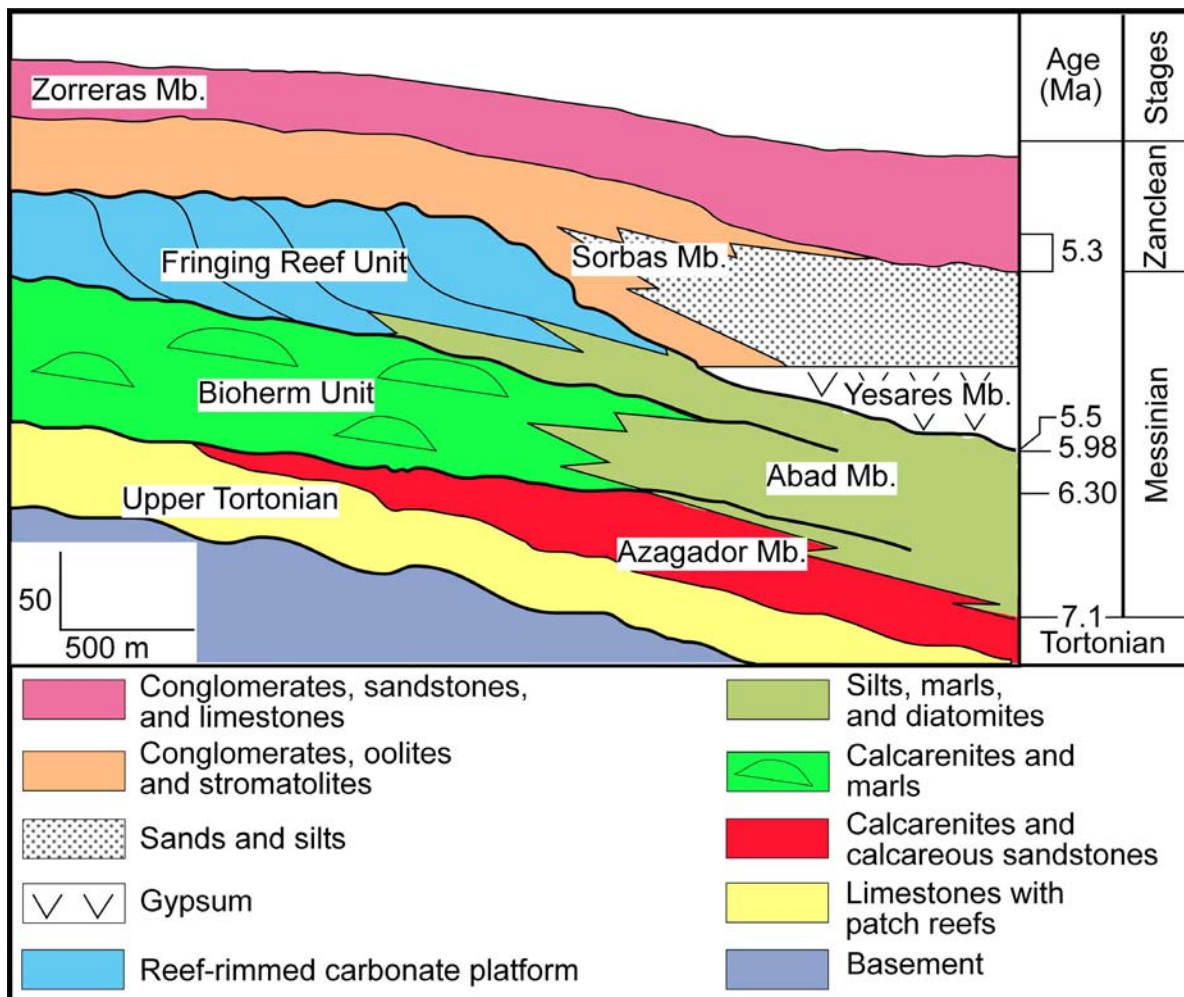 Zorreras Mb.
Fringing Reef Unit
Sorbas Mb.
Bioherm Unit
Yesares Mb.
Abad Mb.
Upper Tortonian
Azagador Mb.
50
500 m
Age
(Ma)
Stages
5.3
5.5
5.98
6.30
7.1
Zanclean
Messinian
Tortonian
Conglomerates, sandstones,
and limestones
Conglomerates, oolites
and stromatolites
Sands and silts
Gypsum
Reef-rimmed carbonate platform
Silts, marls,
and diatomites
Calcarenites and
marls
Calcarenites and
calcareous sandstones
Limestones with
patch reefs
Basement